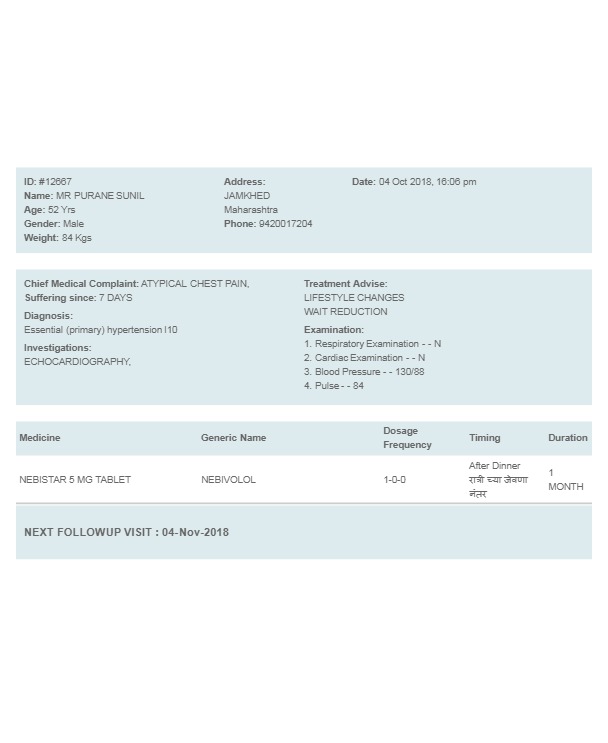 ID: #12667
Name: MR PURANE SUNIL
Age: 52 Yrs
Gender: Male
Weight: 84 Kgs
Address:
JAMKHED
Maharashtra
Phone: 9420017204
Date: 04 Oct 2018, 16:06 pm
Chief Medical Complaint: ATYPICAL CHEST PAIN,
Suffering since: 7 DAYS
Diagnosis:
Essential (primary) hypertension I10
Investigations:
ECHOCARDIOGRAPHY,
Treatment Advise:
LIFESTYLE CHANGES
WAIT REDUCTION
Examination:
1. Respiratory Examination - - N
2. Cardiac Examination - - N
3. Blood Pressure - - 130/88
4. Pulse - - 84
Medicine Generic Name Dosage Frequency Timing Duration
NEBISTAR 5 MG TABLET NEBIVOLOL 1-0-0 After Dinner रात्री च्या जेवणा नंतर 1 MONTH
NEXT FOLLOWUP VISIT : 04-Nov-2018